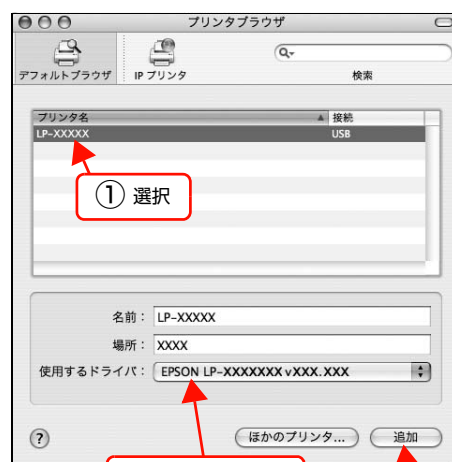 プリンタブラウザ
デフォルトブラウザ IP プリンタ 検索
プリンタ名 接続
LP-XXXXX USB
① 選択
名前： LP-XXXXX
場所： XXXX
使用するドライバ： EPSON LP-XXXXXXX vXXX.XXX
? ほかのプリンタ... 追加